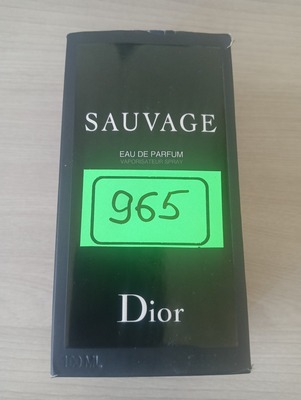 SAUVAGE
EAU DE PARFUM
VAPORISATEUR SPRAY
965
Dior